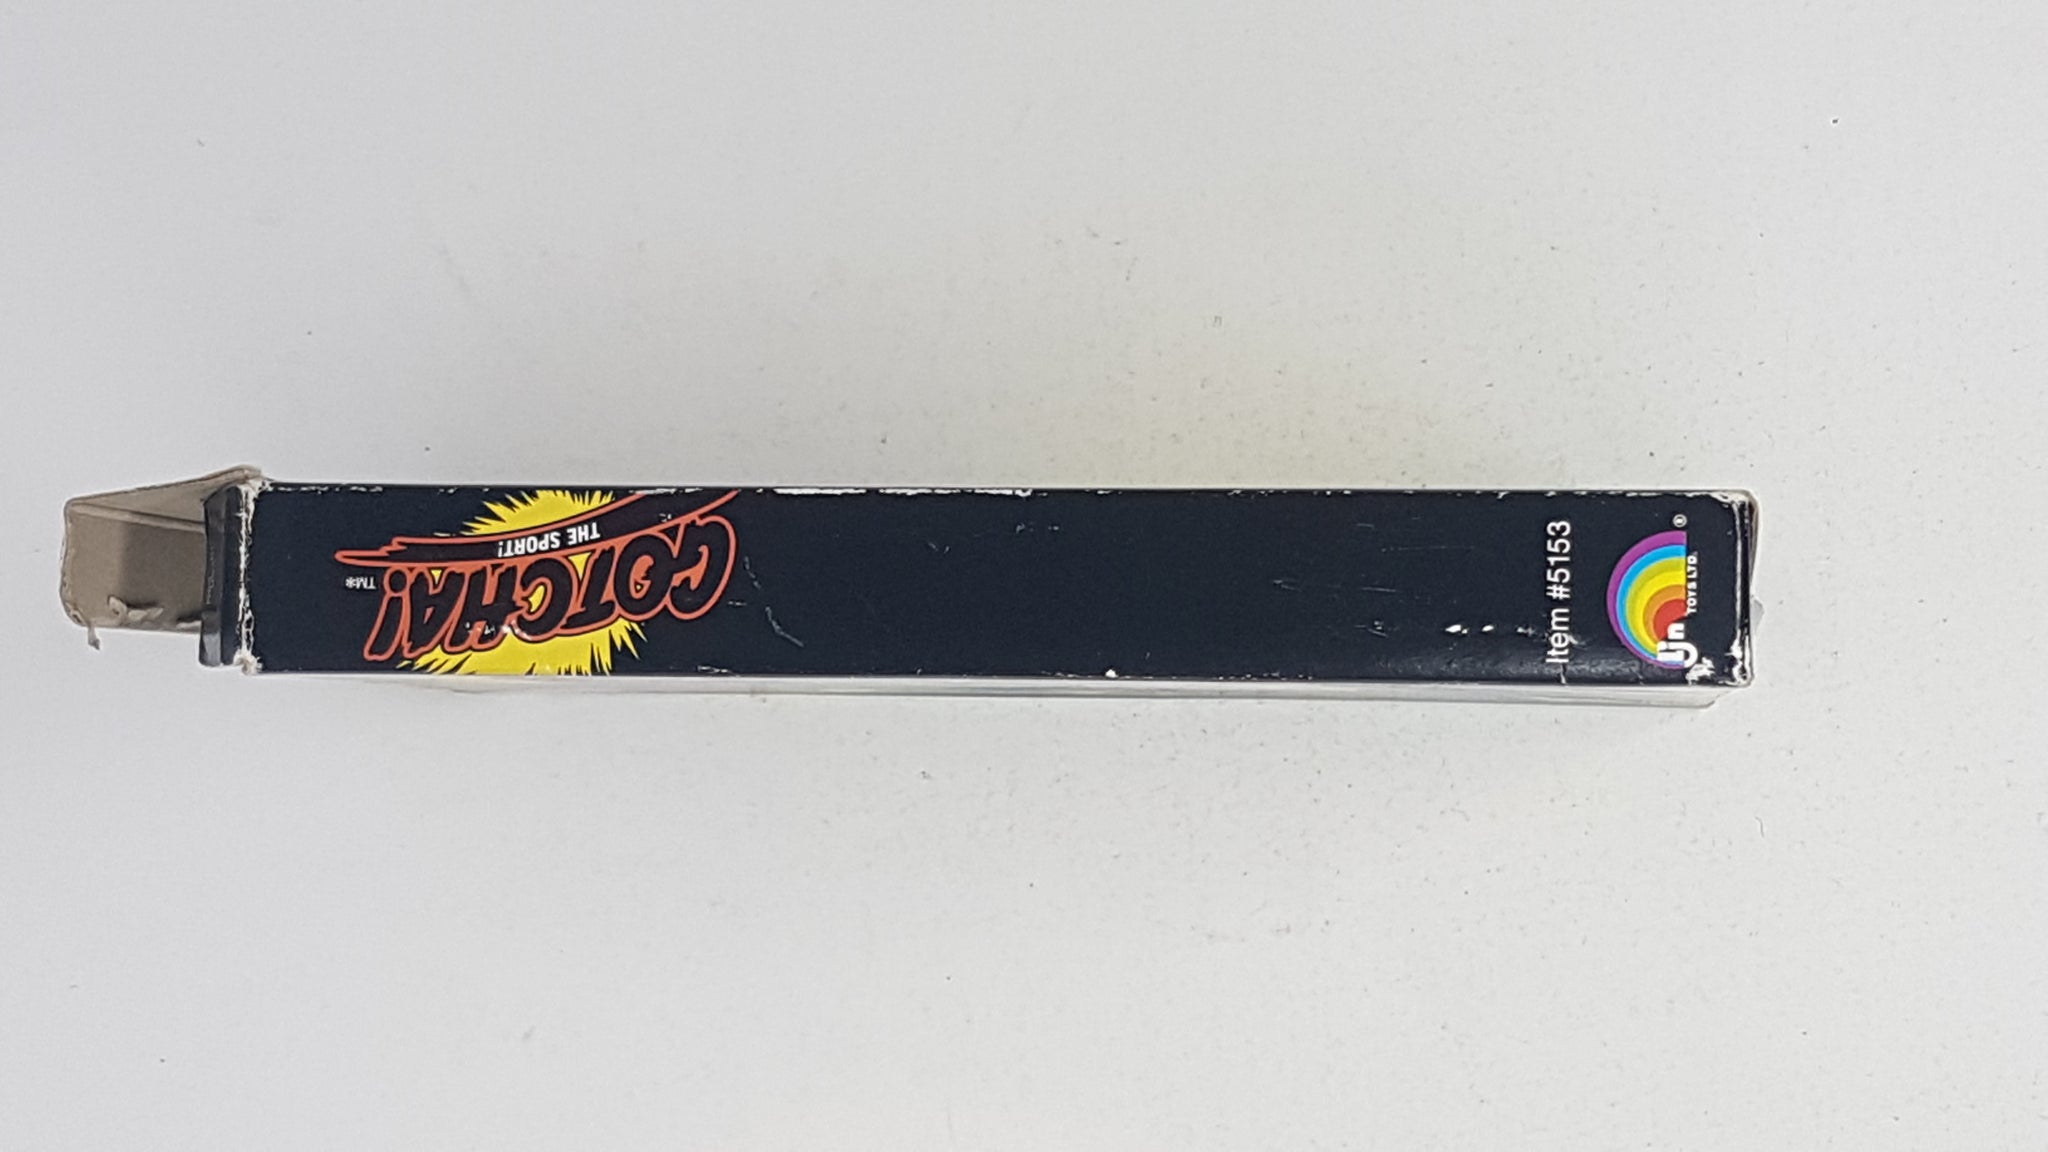 GOTCHA!
THE SPORT!
TM*
Item #5153
ljn
TOYS LTD.
®